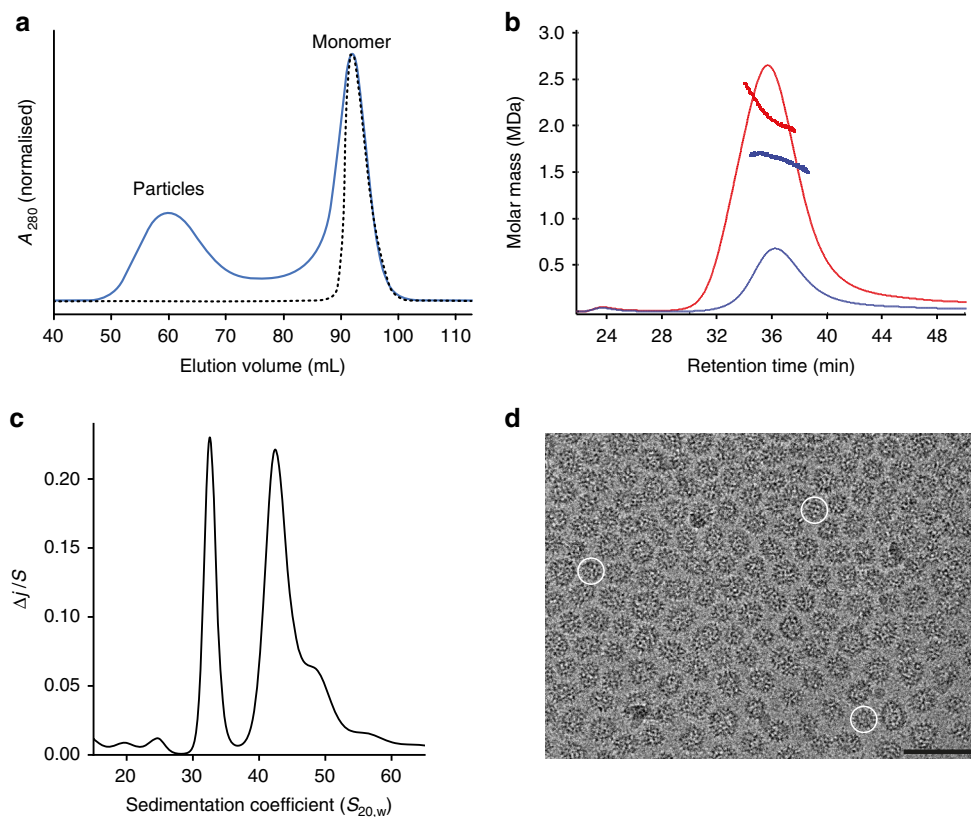 a
Monomer
Particles
A 280 (normalised)
40 50 60 70 80 90 100 110
Elution volume (mL)
b
3.0
2.5
2.0
1.5
1.0
0.5
Molar mass (MDa)
24 28 32 36 40 44 48
Retention time (min)
c
0.20
0.15
0.10
0.05
0.00
Δj/S
20 30 40 50 60
Sedimentation coefficient (S20,w)
d